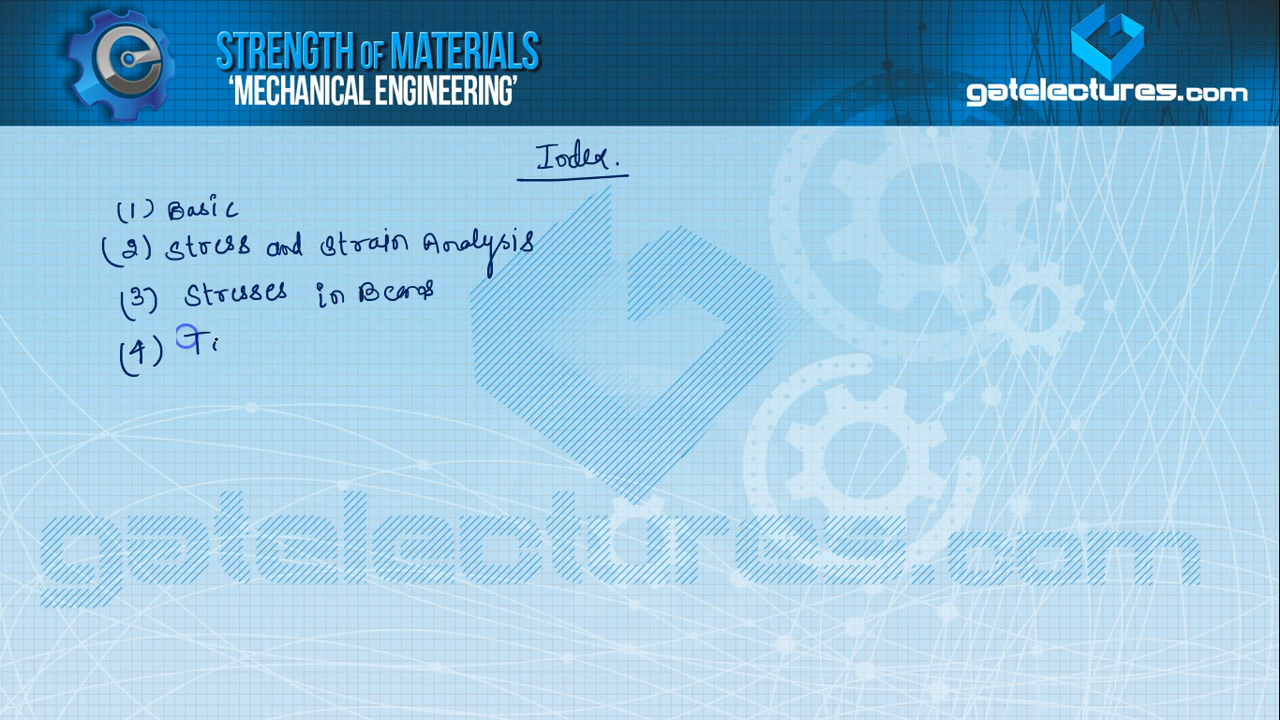 STRENGTH OF MATERIALS
'MECHANICAL ENGINEERING'
gatelectures.com
Index.
(1) Basic
(2) Stress and Strain Analysis
(3) Stresses in Beams
(4) Ti
gatelectures.com